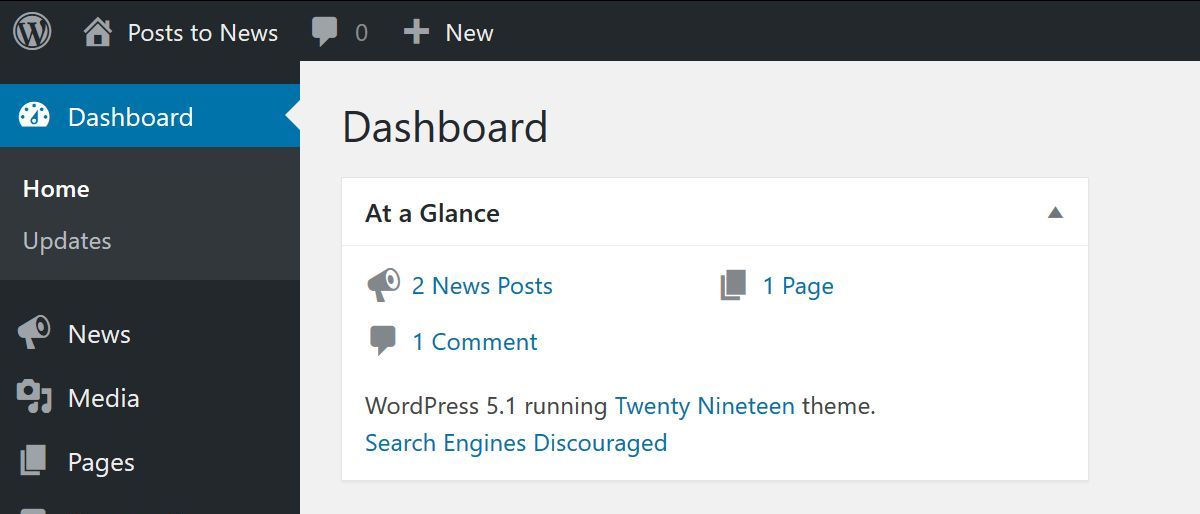 Posts to News 0 New
Dashboard
Home
Updates
News
Media
Pages
Dashboard
At a Glance
2 News Posts 1 Page
1 Comment
WordPress 5.1 running Twenty Nineteen theme.
Search Engines Discouraged